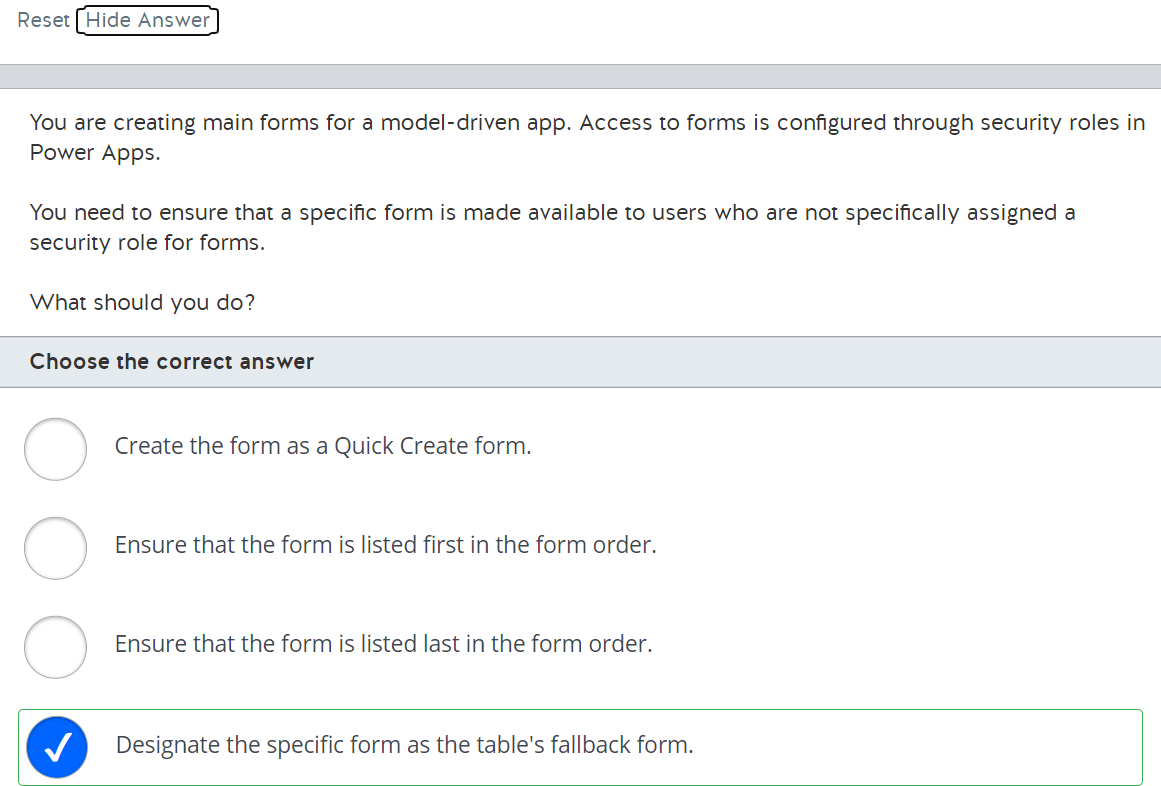 Reset Hide Answer
You are creating main forms for a model-driven app. Access to forms is configured through security roles in
Power Apps.
You need to ensure that a specific form is made available to users who are not specifically assigned a
security role for forms.
What should you do?
Choose the correct answer
Create the form as a Quick Create form.
Ensure that the form is listed first in the form order.
Ensure that the form is listed last in the form order.
Designate the specific form as the table's fallback form.